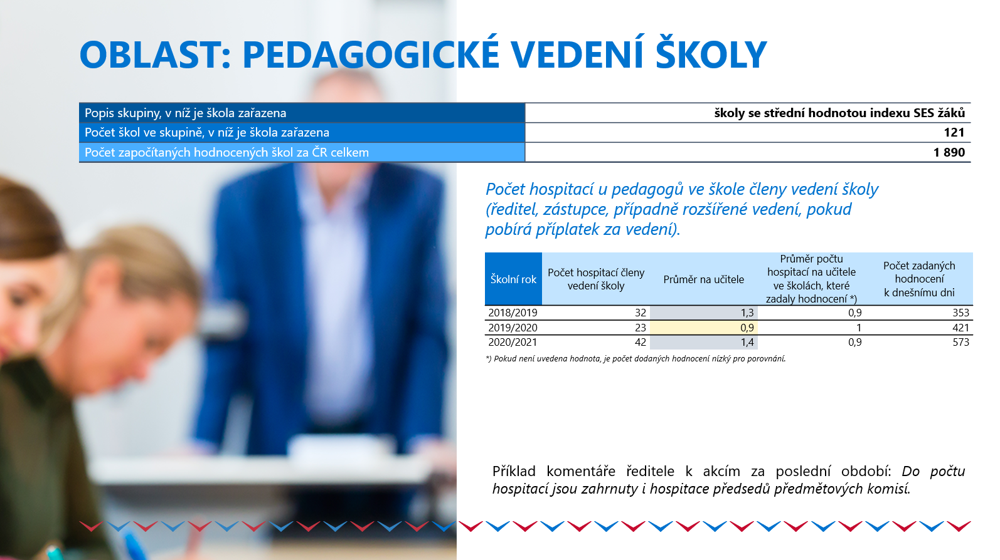 OBLAST: PEDAGOGICKÉ VEDENÍ ŠKOLY
Popis skupiny, v níž je škola zařazena školy se střední hodnotou indexu SES žáků
Počet škol ve skupině, v níž je škola zařazena 121
Počet započítaných hodnocených škol za ČR celkem 1 890
Počet hospitací u pedagogů ve škole členy vedení školy
(ředitel, zástupce, případně rozšířené vedení, pokud
pobírá příplatek za vedení).
Školní rok
Počet hospitací členy
vedení školy
Průměr na učitele
Průměr počtu
hospitací na učitele
ve školách, které
zadaly hodnocení *)
Počet zadaných
hodnocení
k dnešnímu dni
2018/2019 32 1,3 0,9 353
2019/2020 23 0,9 1 421
2020/2021 42 1,4 0,9 573
*) Pokud není uvedena hodnota, je počet dodaných hodnocení nízký pro porovnání.
Příklad komentáře ředitele k akcím za poslední období: Do počtu
hospitací jsou zahrnuty i hospitace předsedů předmětových komisí.